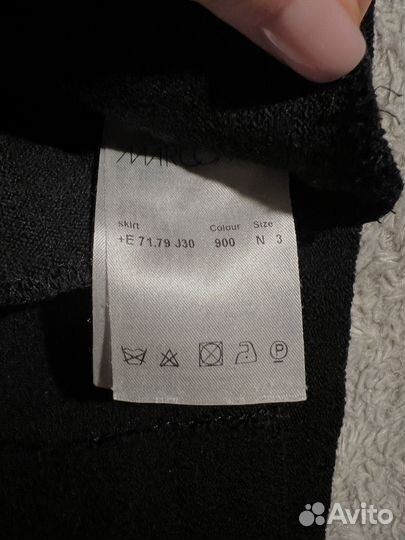 skirt Colour Size
+E 71.79 J30 900 N 3
P
Avito